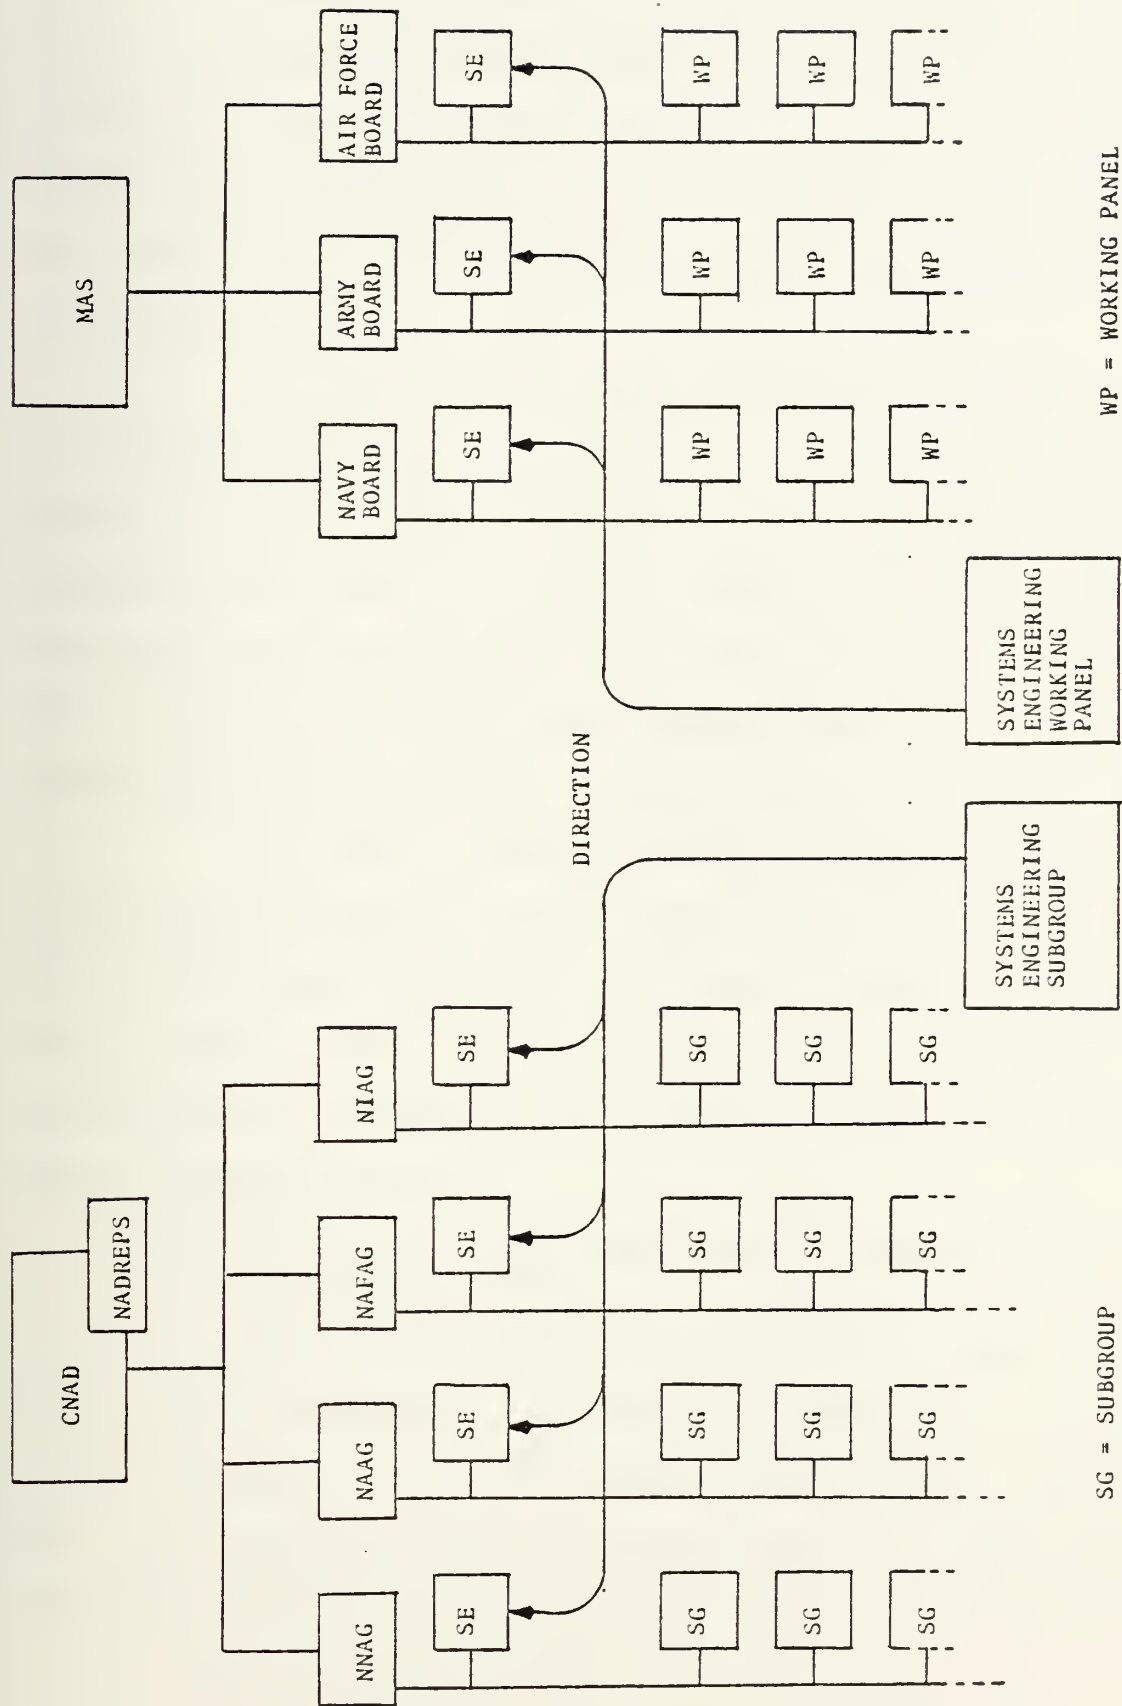 CNAD
NADREPS
MAS
NNAG
NAAG
NAFAG
NIAG
NAVY
BOARD
ARMY
BOARD
AIR FORCE
BOARD
SE
SE
SE
SE
SE
SE
SE
DIRECTION
SG
SG
SG
SG
WP
WP
WP
SG
SG
SG
SG
WP
WP
WP
SG
SG
SG
SG
WP
WP
WP
SYSTEMS
ENGINEERING
SUBGROUP
SYSTEMS
ENGINEERING
WORKING
PANEL
SG = SUBGROUP
WP = WORKING PANEL